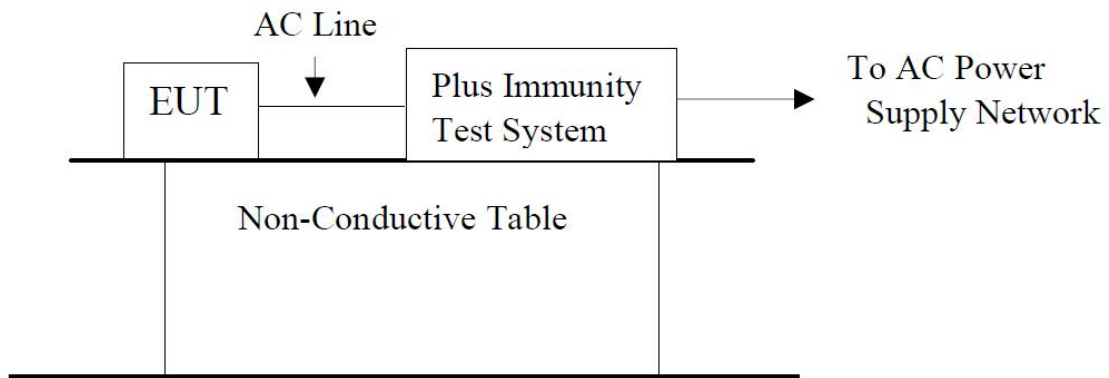 AC Line
EUT
Plus Immunity
Test System
To AC Power
Supply Network
Non-Conductive Table